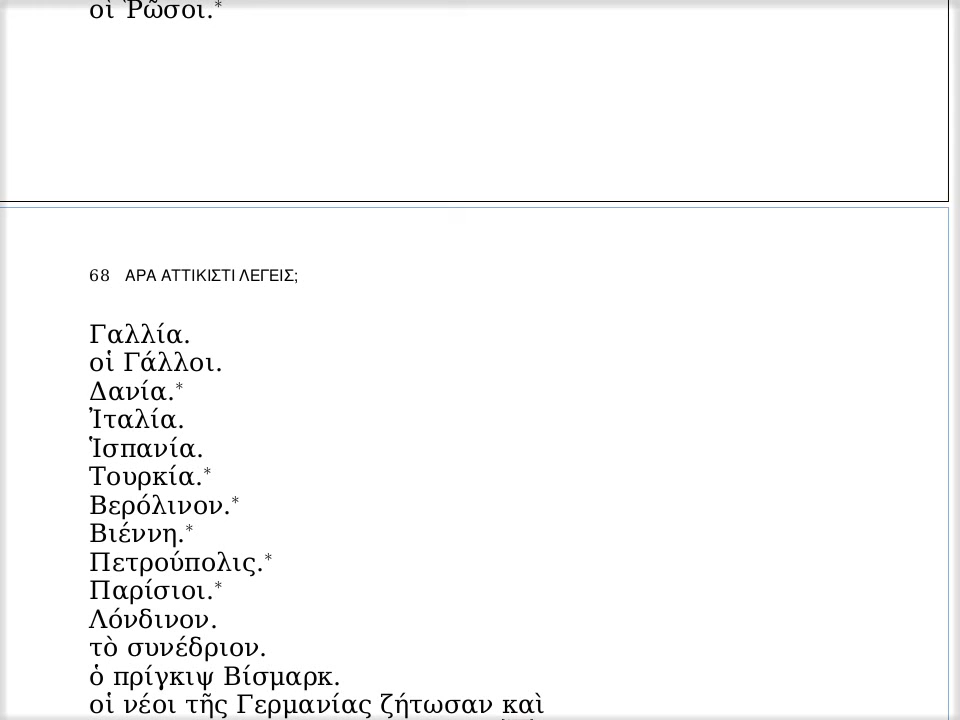 οἱ Ῥῶσοι.*
68 ΑΡΑ ΑΤΤΙΚΙΣΤΙ ΛΕΓΕΙΣ;
Γαλλία.
οἱ Γάλλοι.
Δανία.*
Ἰταλία.
Ἱσπανία.
Τουρκία.*
Βερόλινον.*
Βιέννη.*
Πετρούπολις.*
Παρίσιοι.*
Λόνδινον.
τὸ συνέδριον.
ὁ πρίγκιψ Βίσμαρκ.
οἱ νέοι τῆς Γερμανίας ζήτωσαν καὶ